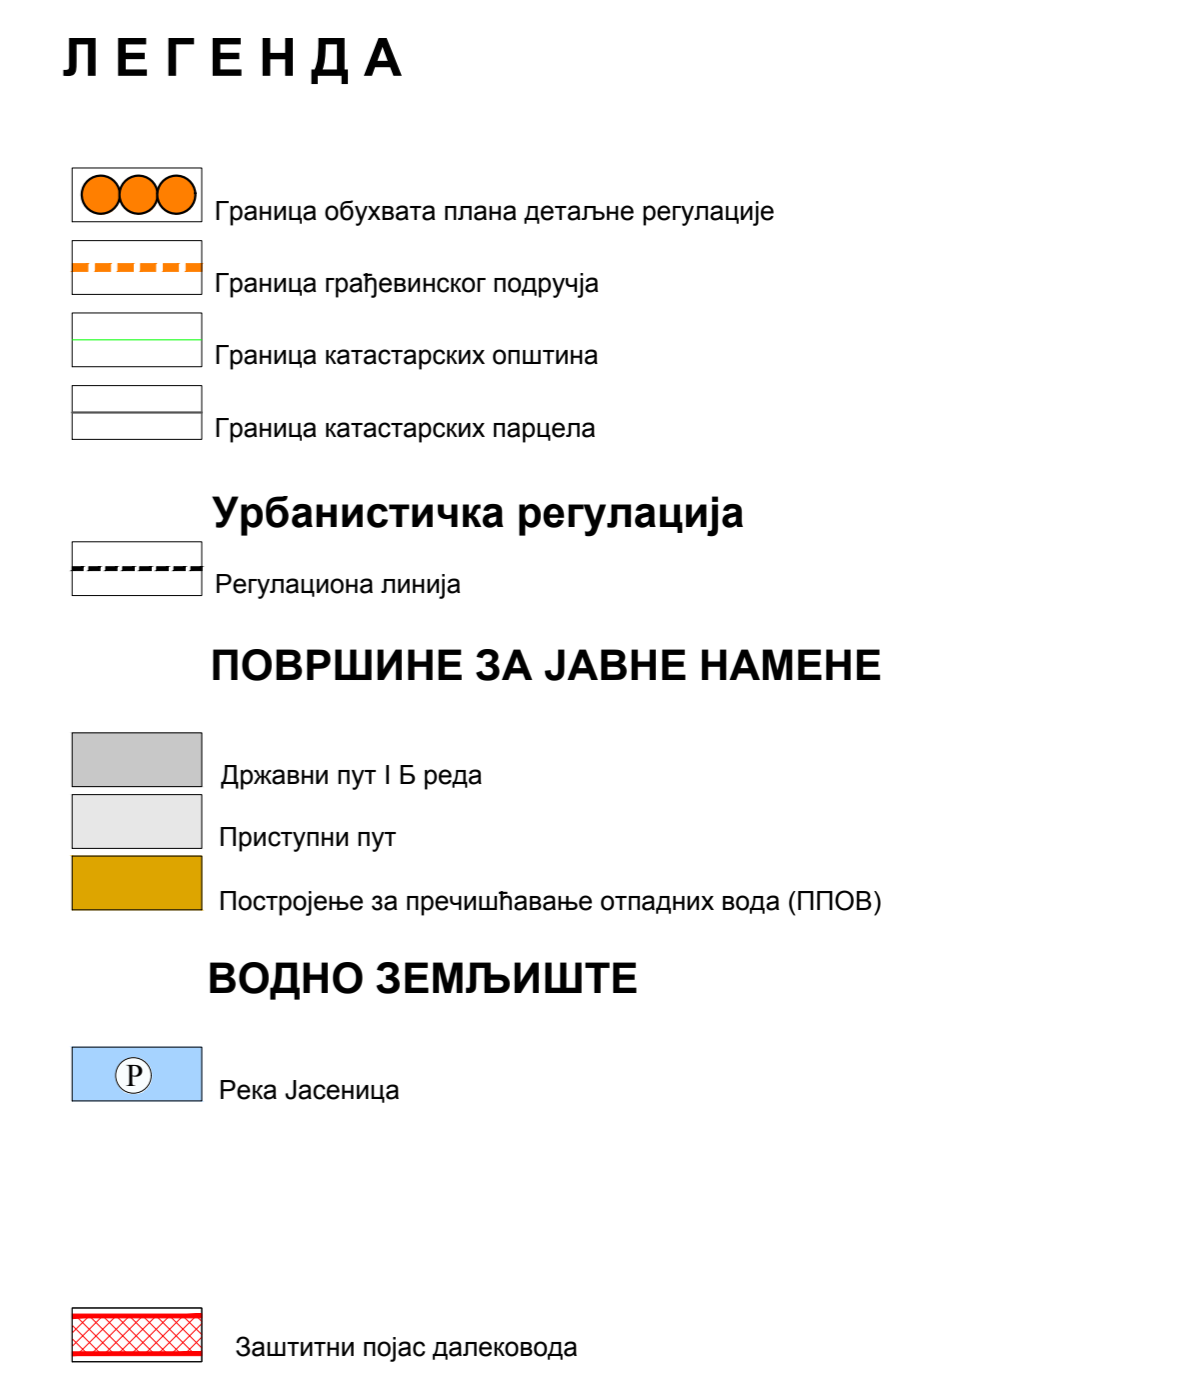 Л Е Г Е Н Д А
Граница обухвата плана детаљне регулације
Граница грађевинског подручја
Граница катастарских општина
Граница катастарских парцела
Урбанистичка регулација
Регулациона линија
ПОВРШИНЕ ЗА ЈАВНЕ НАМЕНЕ
Државни пут I Б реда
Приступни пут
Постројење за пречишћавање отпадних вода (ППОВ)
ВОДНО ЗЕМЉИШТЕ
Р
Река Јасеница
Заштитни појас далековода